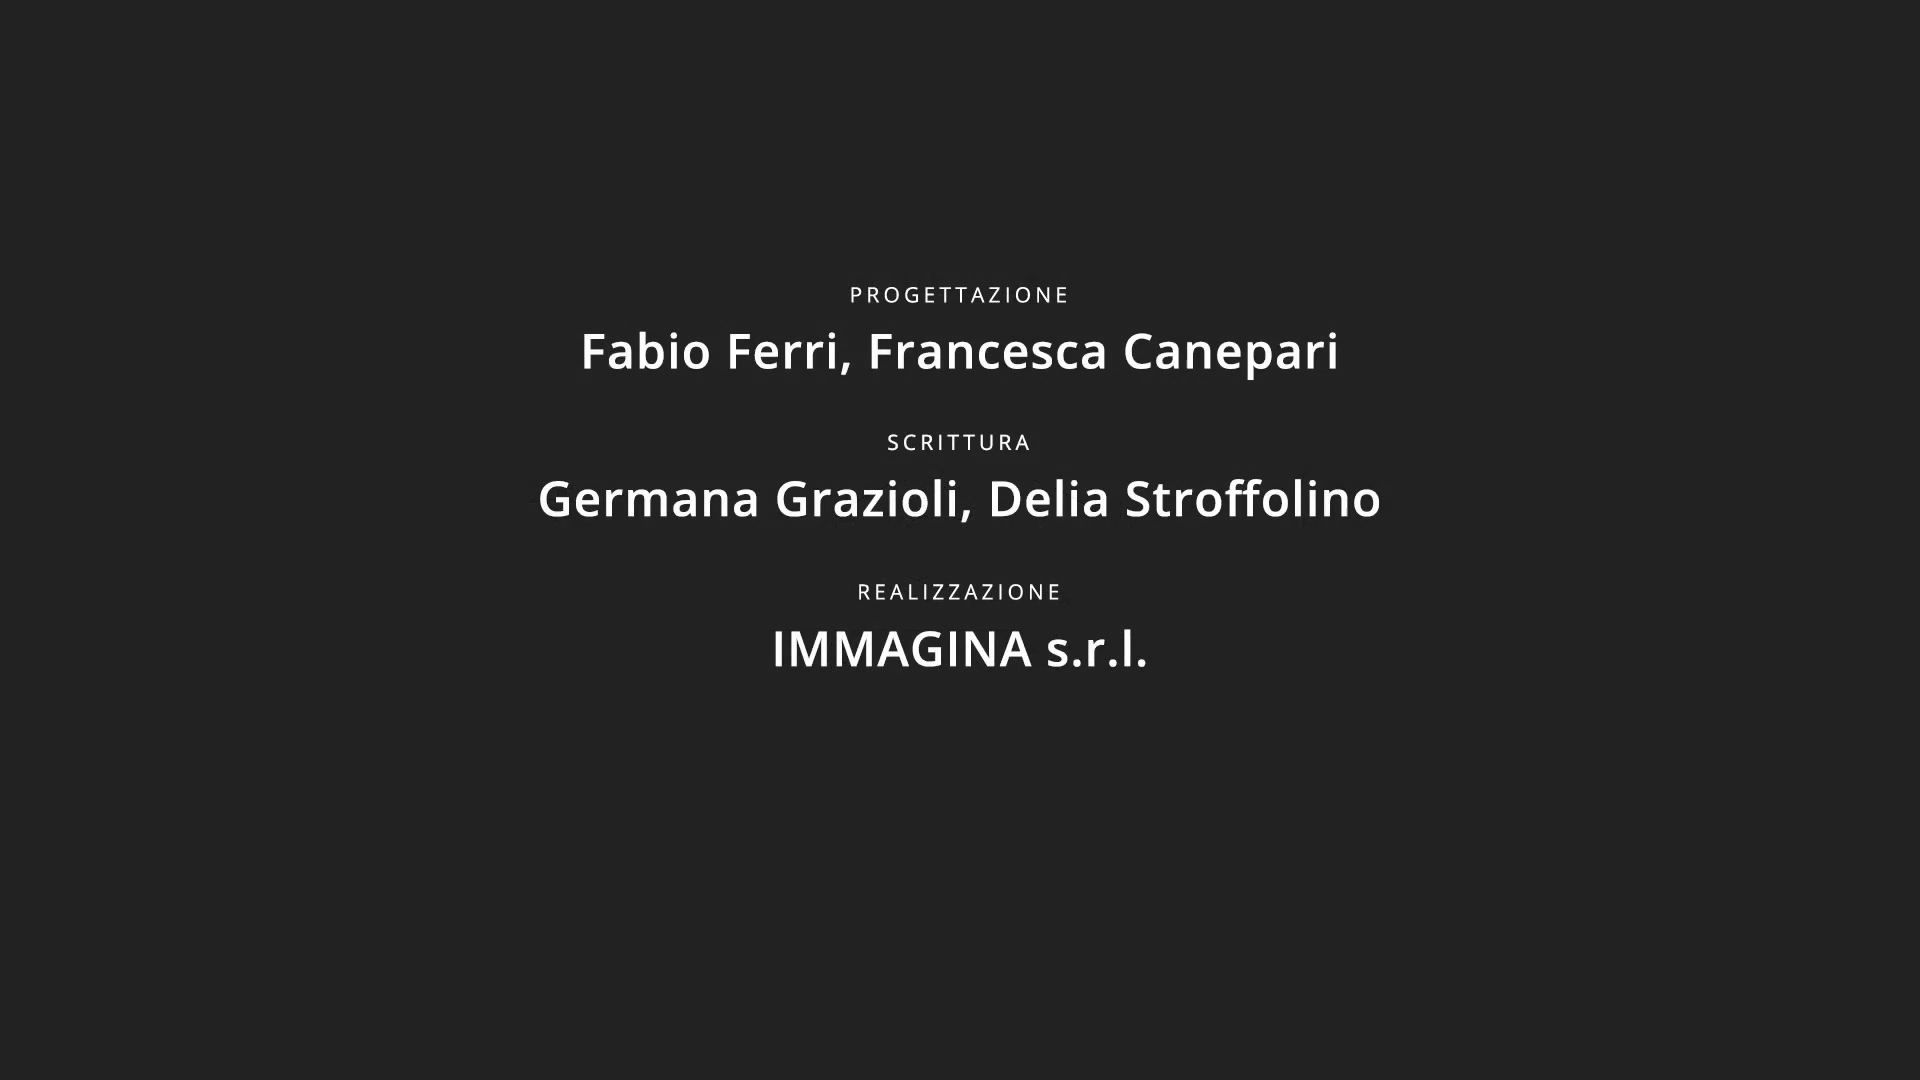 PROGETTAZIONE
Fabio Ferri, Francesca Canepari
SCRITTURA
Germana Grazioli, Delia Stroffolino
REALIZZAZIONE
IMMAGINA s.r.l.